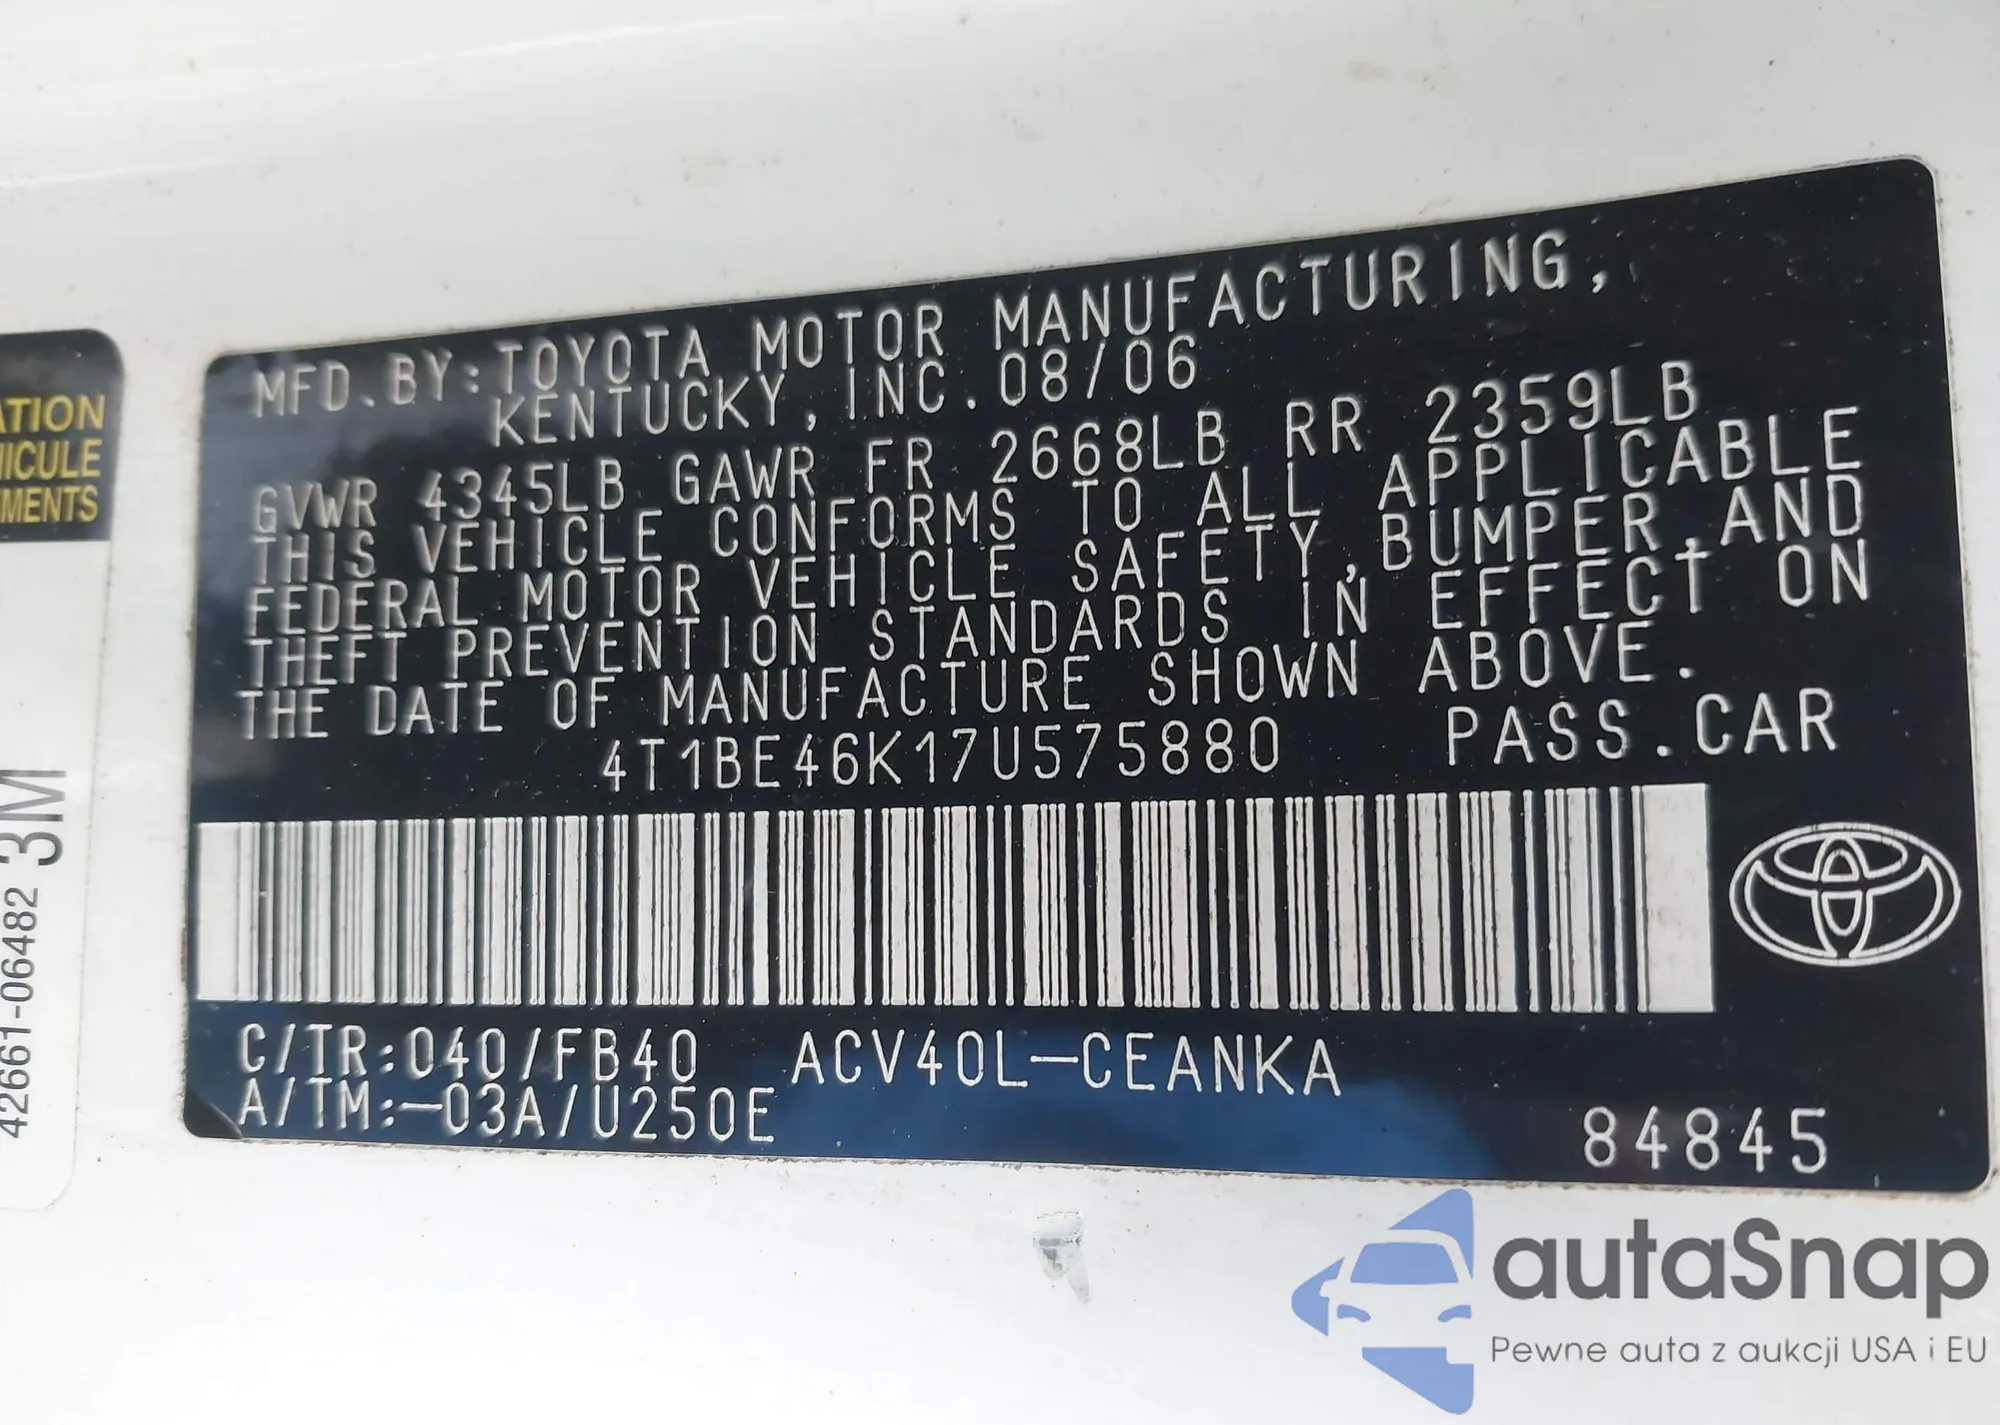 ATION
HICULE
MENTS
42661-06482 3M
MFD.BY:TOYOTA MOTOR MANUFACTURING,
KENTUCKY, INC.08/06
GVWR 4345LB GAWR FR 2668LB RR 2359LB
THIS VEHICLE CONFORMS TO ALL APPLICABLE
FEDERAL MOTOR VEHICLE SAFETY,BUMPER,AND
THEFT PREVENTION STANDARDS IN EFFECT ON
THE DATE OF MANUFACTURE SHOWN ABOVE.
4T1BE46K17U575880 PASS.CAR
C/TR:040/FB40 ACV40L-CEANKA
A/TM:-03A/U250E
84845
autaSnap
Pewne auta z aukcji USA i EU